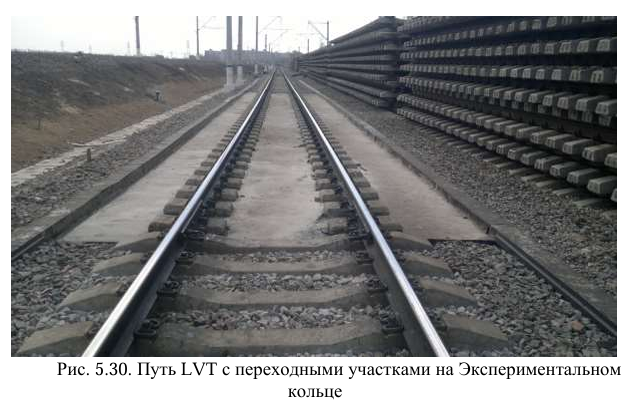 Рис. 5.30. Путь LVT с переходными участками на Экспериментальном
кольце